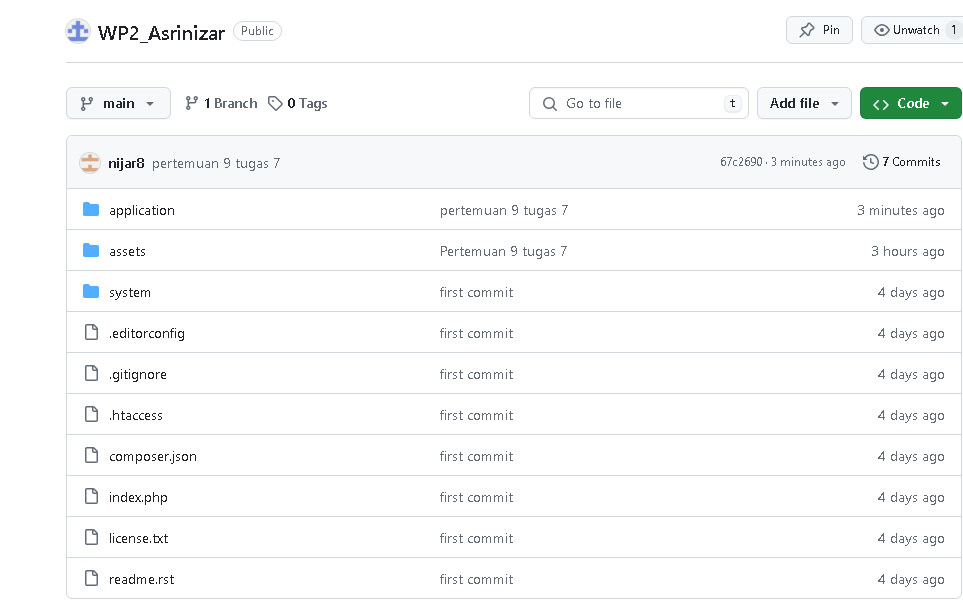 WP2_Asrinizar Public Pin Unwatch 1
main 1 Branch 0 Tags Go to file t Add file Code
nijar8 pertemuan 9 tugas 7 67c2690 · 3 minutes ago 7 Commits
application pertemuan 9 tugas 7 3 minutes ago
assets Pertemuan 9 tugas 7 3 hours ago
system first commit 4 days ago
.editorconfig first commit 4 days ago
.gitignore first commit 4 days ago
.htaccess first commit 4 days ago
composer.json first commit 4 days ago
index.php first commit 4 days ago
license.txt first commit 4 days ago
readme.rst first commit 4 days ago